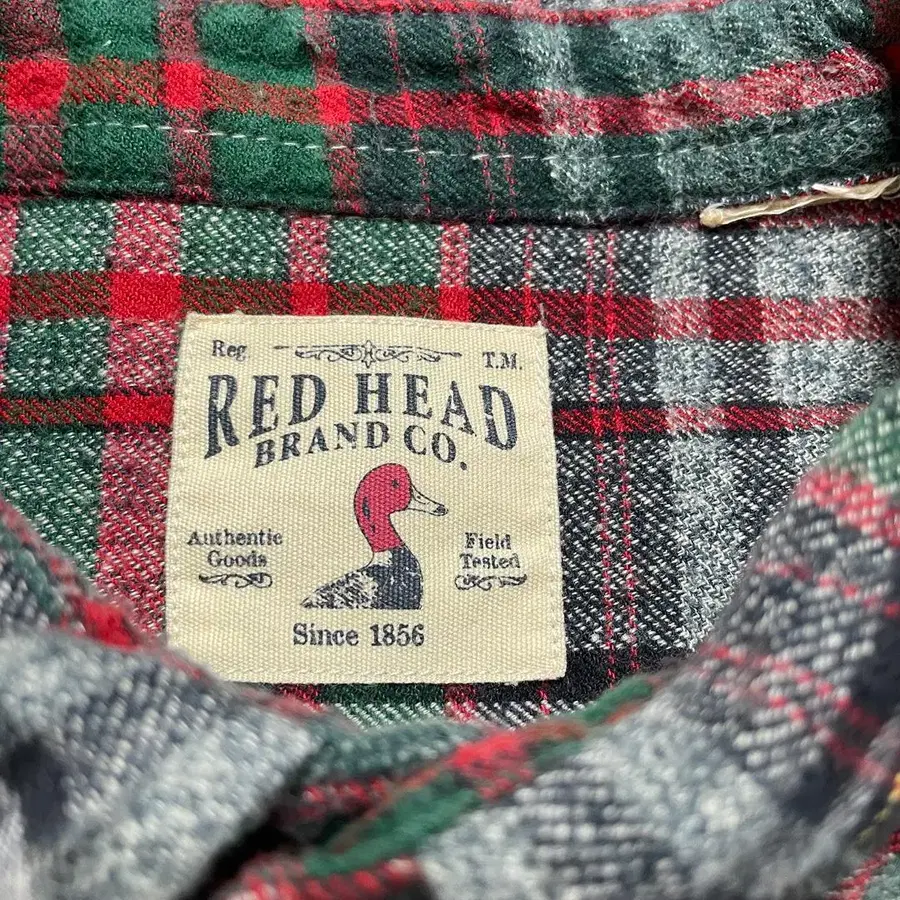 Reg
T.M.
RED HEAD
BRAND CO.
Authentic
Goods
Field
Tested
Since 1856